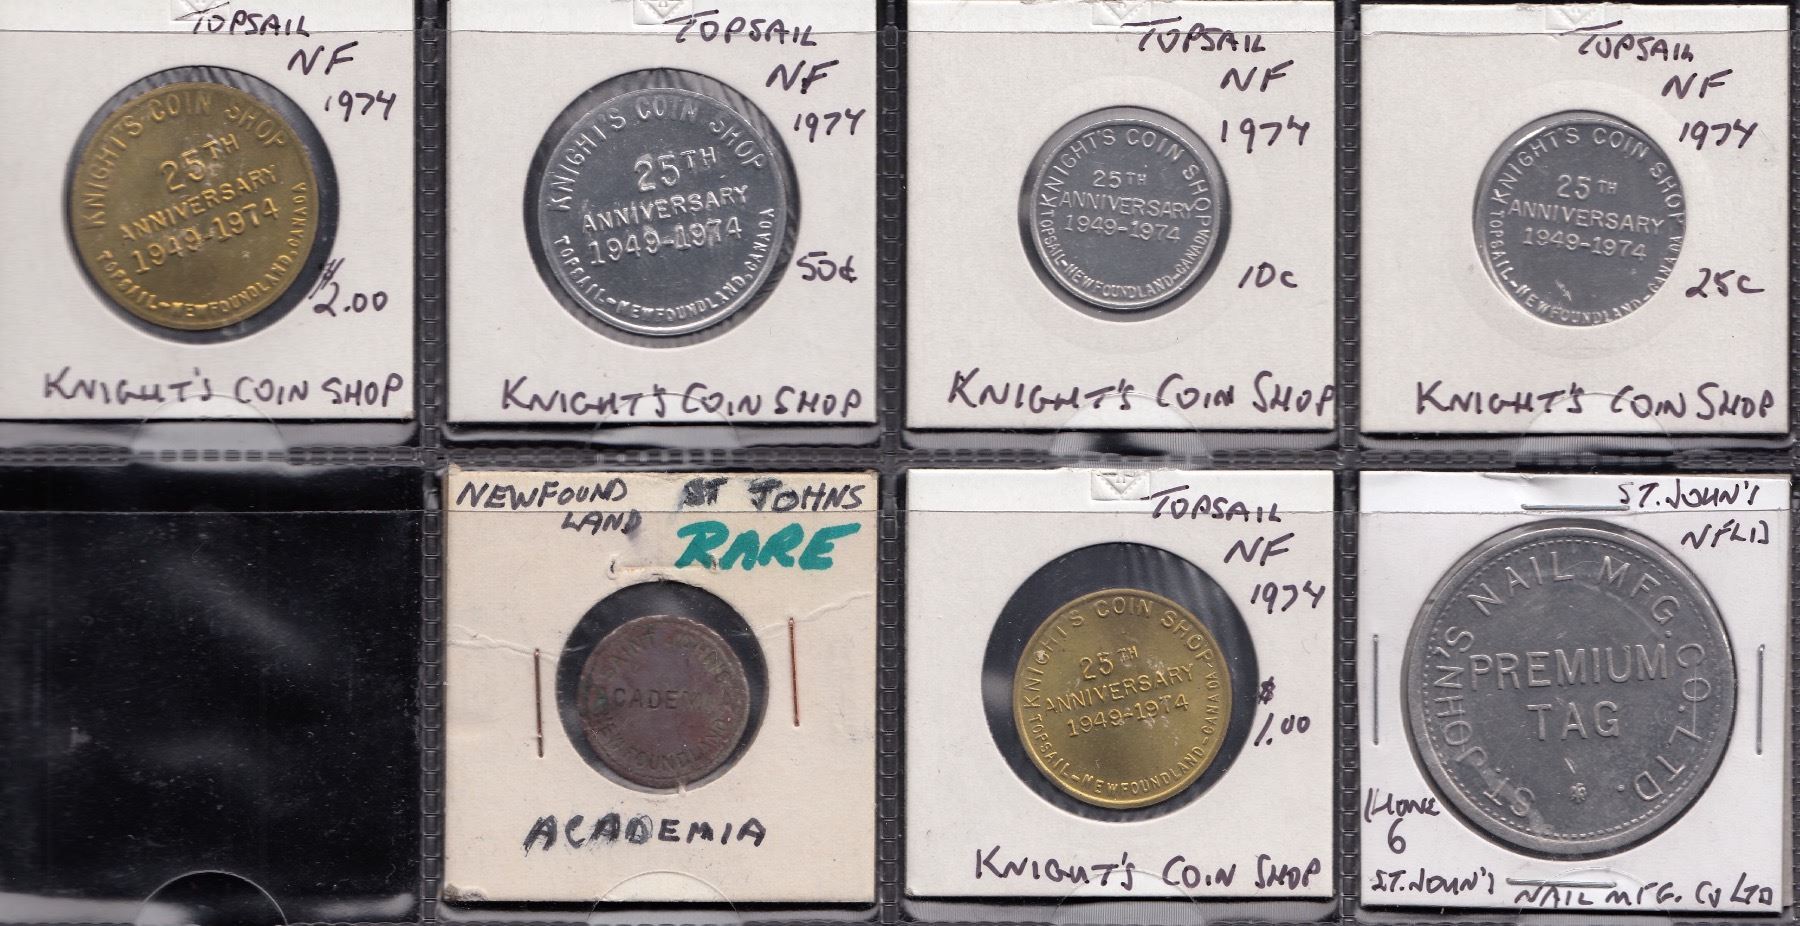 TOPSAIL
NF
1974
KNIGHT'S COIN SHOP
25TH
ANNIVERSARY
1949-1974
TOPSAIL-NEWFOUNDLAND, CANADA
$
2.00
KNIGHT'S COIN SHOP
TOPSAIL
NF
1974
KNIGHT'S COIN SHOP
25TH
ANNIVERSARY
1949-1974
TOPSAIL-NEWFOUNDLAND, CANADA
50¢
KNIGHT'S COIN SHOP
TOPSAIL
NF
1974
KNIGHT'S COIN SHOP
25TH
ANNIVERSARY
1949-1974
TOPSAIL-NEWFOUNDLAND-CANADA
10c
KNIGHT'S COIN SHOP
TOPSAIL
NF
1974
KNIGHT'S COIN SHOP
25TH
ANNIVERSARY
1949-1974
TOPSAIL-NEWFOUNDLAND-CANADA
25c
KNIGHT'S COIN SHOP
NEWFOUND ST JOHNS
LAND
RARE
ACADEMI
NEWFOUNDLAND
ACADEMIA
TOPSAIL
NF
1974
KNIGHT'S COIN SHOP
25TH
ANNIVERSARY
1949-1974
TOPSAIL-NEWFOUNDLAND-CANADA
$
1.00
KNIGHT'S COIN SHOP
ST. JOHN'S
NFLD
ST. JOHN'S NAIL MFG. CO. LTD.
PREMIUM
TAG
6
ST. JOHN'S NAIL MFG. CO LTD